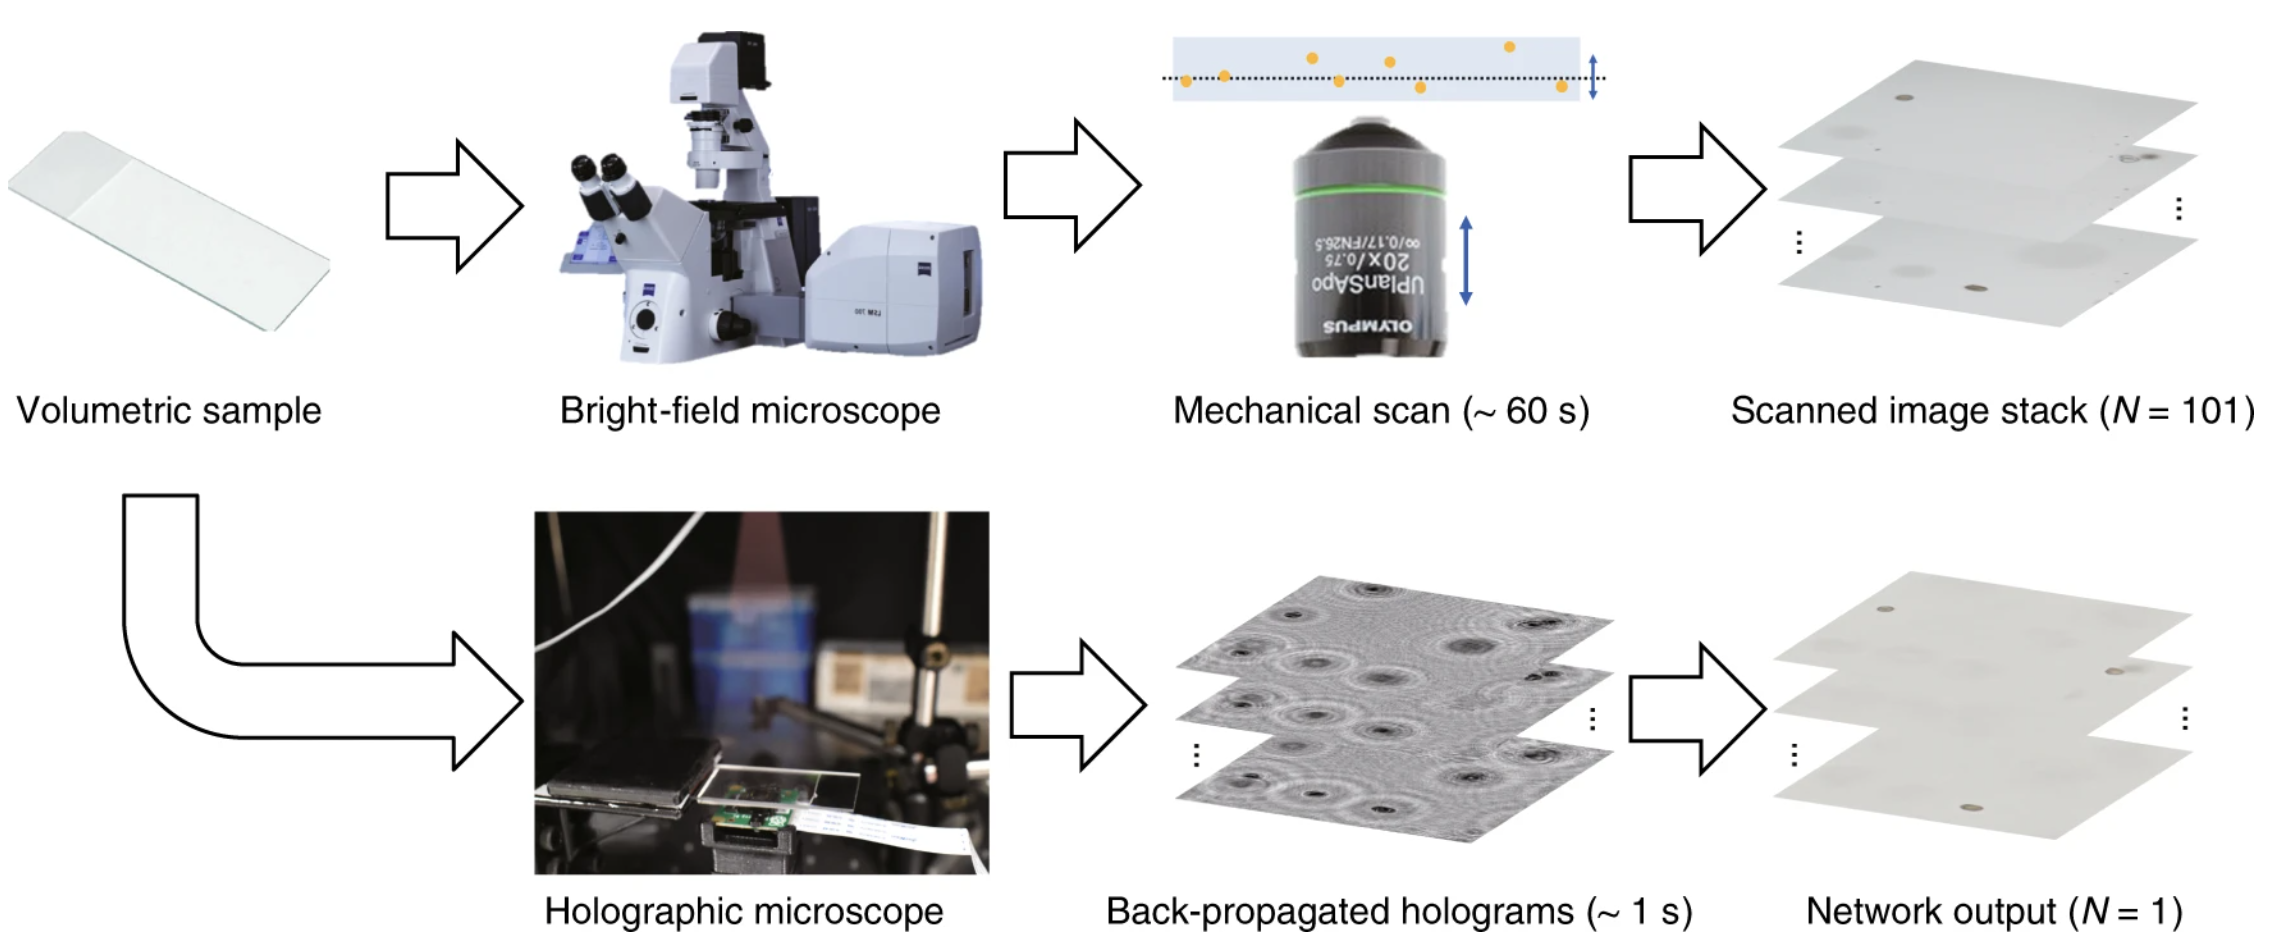 ∞/0.17/FN26.5
20x/0.75
UPlanSApo
OLYMPUS
Volumetric sample
Bright-field microscope
Mechanical scan (~ 60 s)
Scanned image stack (N = 101)
Holographic microscope
Back-propagated holograms (~ 1 s)
Network output (N = 1)